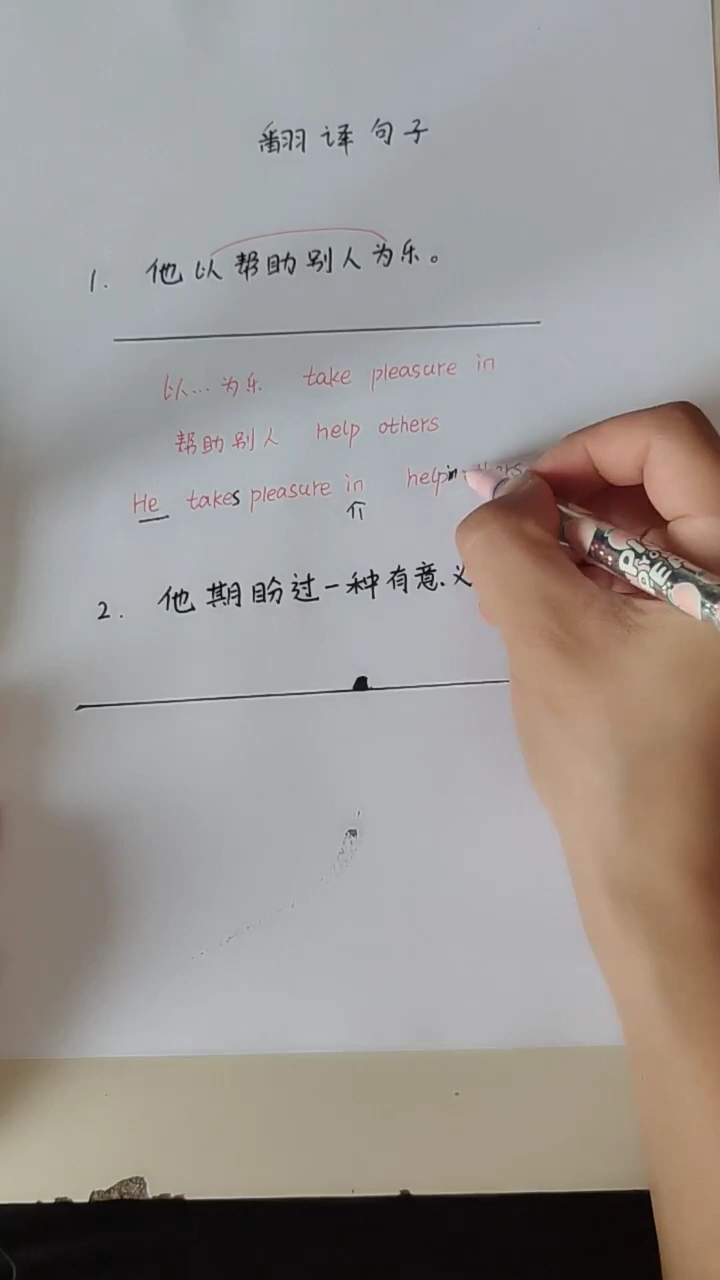 翻译句子
1. 他以帮助别人为乐。
以...为乐 take pleasure in
帮助别人 help others
He takes pleasure in helpin
介
2. 他期盼过一种有意义